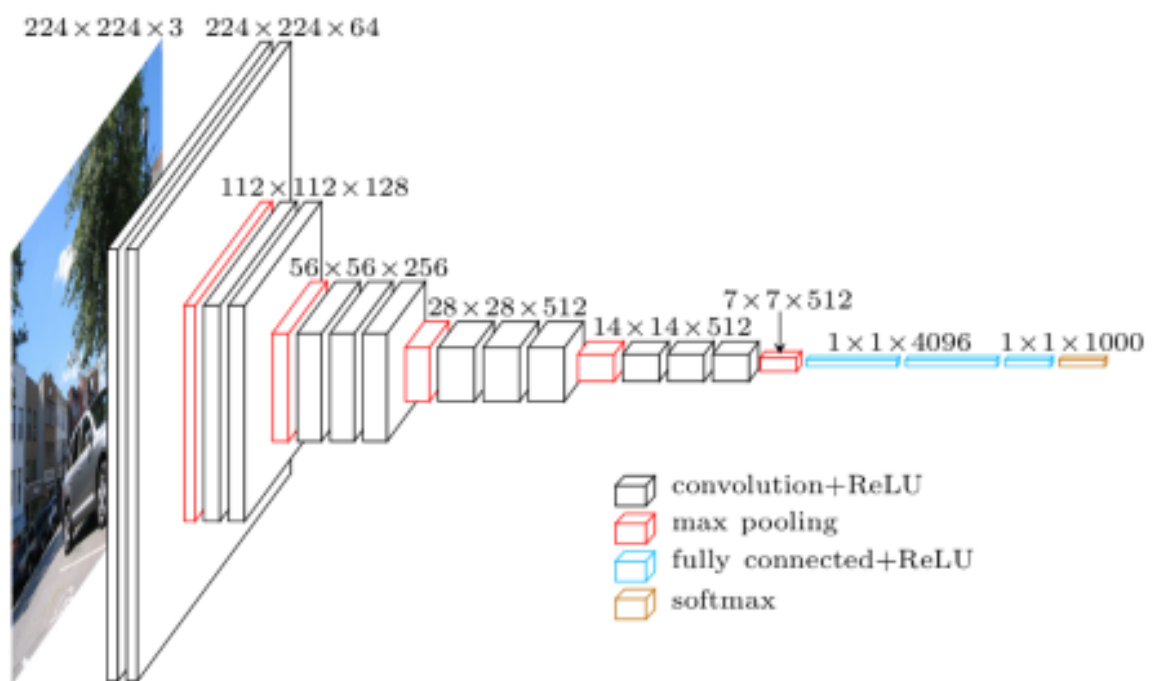 224×224×3
224×224×64
112×112×128
56×56×256
28×28×512
14×14×512
7×7×512
1×1×4096
1×1×1000
convolution+ReLU
max pooling
fully connected+ReLU
softmax